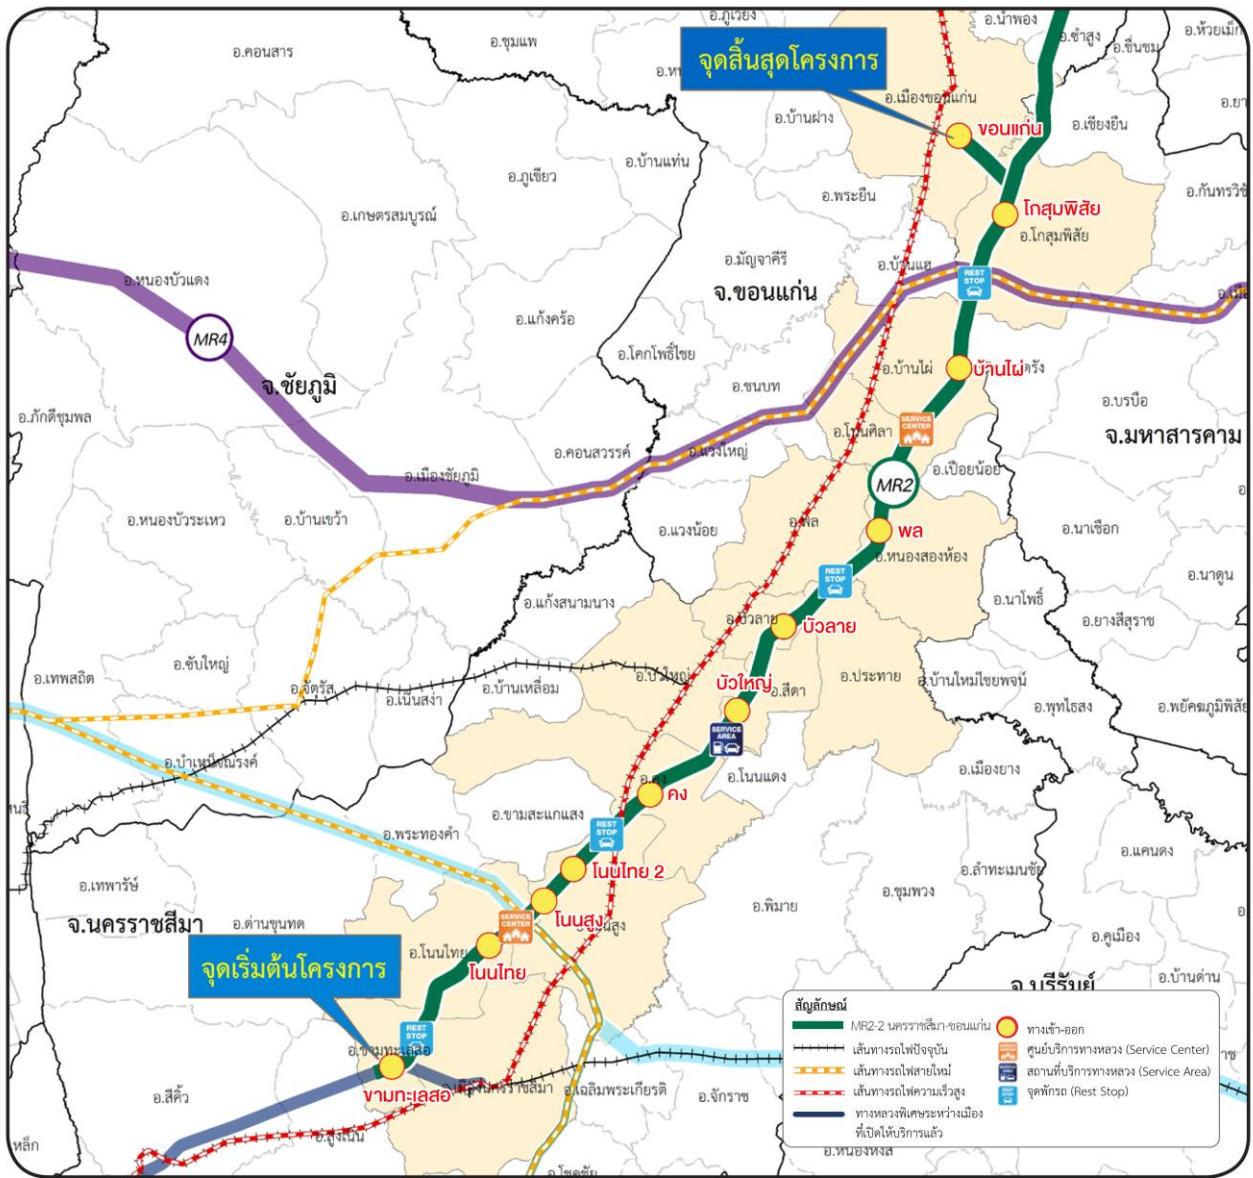 อ.ภูเวียง
อ.น้ำพอง
อ.ห้วยเม็ก
อ.คอนสาร
อ.ชุมแพ
อ.ซำสูง
อ.ชื่นชม
จุดสิ้นสุดโครงการ
อ.เมืองขอนแก่น
อ.บ้านฝาง
ขอนแก่น
อ.เชียงยืน
อ.บ้านแท่น
อ.ภูเขียว
อ.พระยืน
อ.กันทรวิชั
อ.เกษตรสมบูรณ์
โกสุมพิสัย
อ.โกสุมพิสัย
อ.มัญจาคีรี
อ.บ้านแฮ
อ.หนองบัวแดง
REST STOP
จ.ขอนแก่น
อ.แก้งคร้อ
MR4
อ.โคกโพธิ์ไชย
อ.บ้านไผ่
บ้านไผ่
จ.ชัยภูมิ
อ.ชนบท
อ.บรบือ
อ.ภักดีชุมพล
SERVICE CENTER
อ.โนนศิลา
จ.มหาสารคาม
อ.คอนสวรรค์
อ.แวงใหญ่
อ.เมืองชัยภูมิ
อ.เปือยน้อย
MR2
อ.หนองบัวระเหว
อ.บ้านเขว้า
อ.แวงน้อย
อ.พล
พล
อ.นาเชือก
อ.หนองสองห้อง
อ.นาดูน
REST STOP
อ.แก้งสนามนาง
อ.นาโพธิ์
อ.บัวลาย
บัวลาย
อ.ยางสีสุราช
อ.ซับใหญ่
อ.เทพสถิต
อ.จัตุรัส
อ.เนินสง่า
อ.บ้านเหลื่อม
อ.บัวใหญ่
บัวใหญ่
อ.สีดา
อ.ประทาย
อ.บ้านใหม่ไชยพจน์
อ.พุทไธสง
อ.พยัคฆภูมิพิสัย
SERVICE AREA
อ.บำเหน็จณรงค์
อ.คง
คง
อ.โนนแดง
อ.เมืองยาง
อ.ขามสะแกแสง
REST STOP
อ.พระทองคำ
อ.แคนดง
โนนไทย 2
อ.ลำทะเมนชัย
อ.เทพารักษ์
อ.ชุมพวง
อ.พิมาย
โนนสูง
จ.นครราชสีมา
อ.ด่านขุนทด
SERVICE CENTER
อ.คูเมือง
จุดเริ่มต้นโครงการ
อ.โนนไทย
โนนไทย
อ.บ้านด่าน
จ.บุรีรัมย์
REST STOP
อ.ขามทะเลสอ
ขามทะเลสอ
อ.เมืองนครราชสีมา
อ.เฉลิมพระเกียรติ
อ.จักราช
อ.สีคิ้ว
อ.สูงเนิน
อ.โชคชัย
อ.หนองหงส์
สัญลักษณ์
MR2-2 นครราชสีมา-ขอนแก่น
เส้นทางรถไฟปัจจุบัน
เส้นทางรถไฟสายใหม่
เส้นทางรถไฟความเร็วสูง
ทางหลวงพิเศษระหว่างเมือง
ที่เปิดให้บริการแล้ว
ทางเข้า-ออก
ศูนย์บริการทางหลวง (Service Center)
สถานที่บริการทางหลวง (Service Area)
จุดพักรถ (Rest Stop)